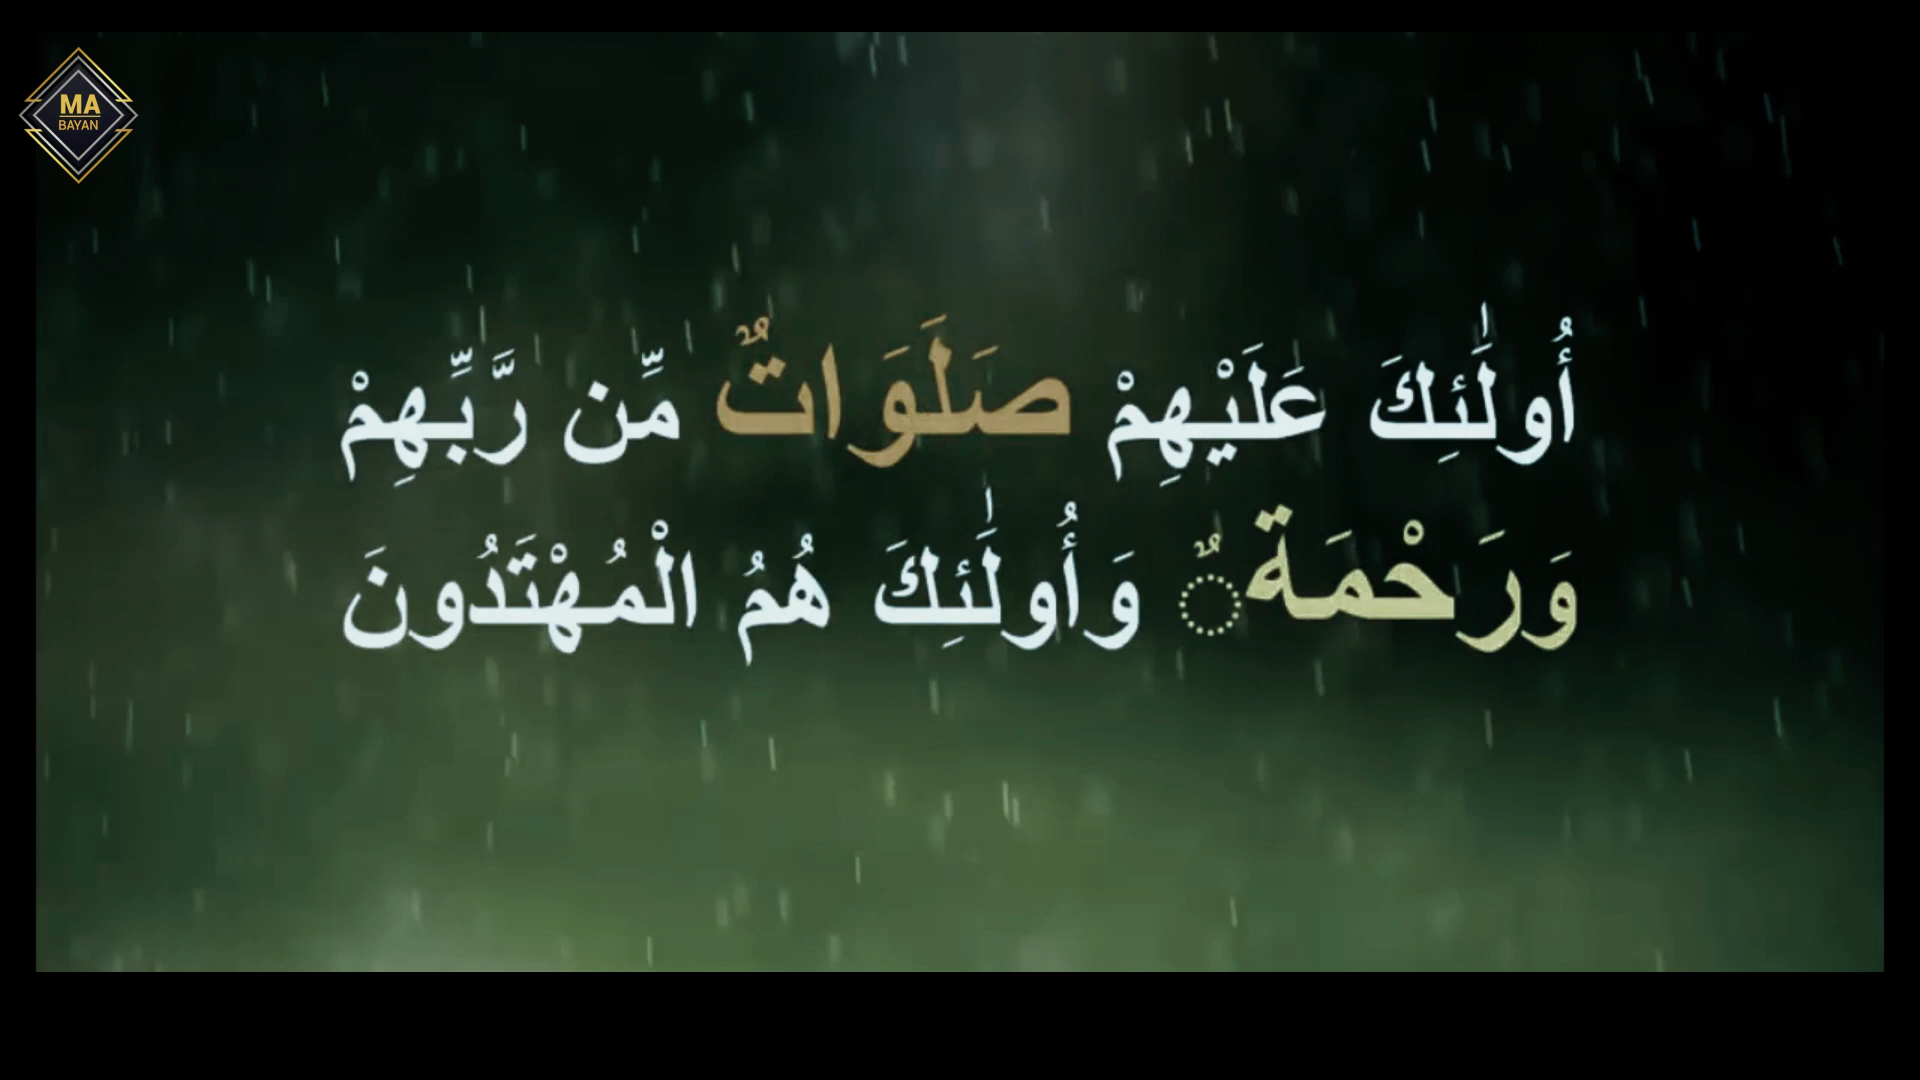 MA
BAYAN
أُولَٰئِكَ عَلَيْهِمْ صَلَوَاتٌ مِّن رَّبِّهِمْ
وَرَحْمَة ٌ وَأُولَٰئِكَ هُمُ الْمُهْتَدُونَ